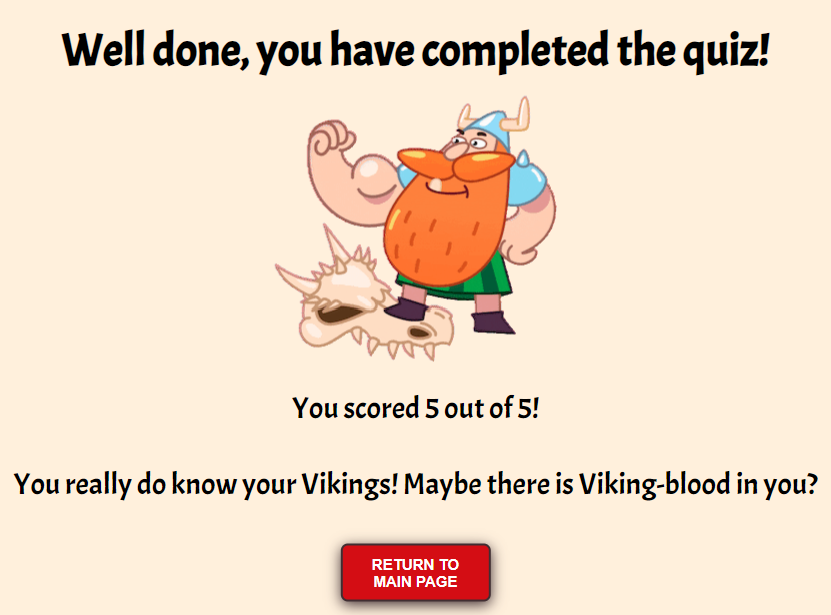 Well done, you have completed the quiz!
You scored 5 out of 5!
You really do know your Vikings! Maybe there is Viking-blood in you?
RETURN TO
MAIN PAGE